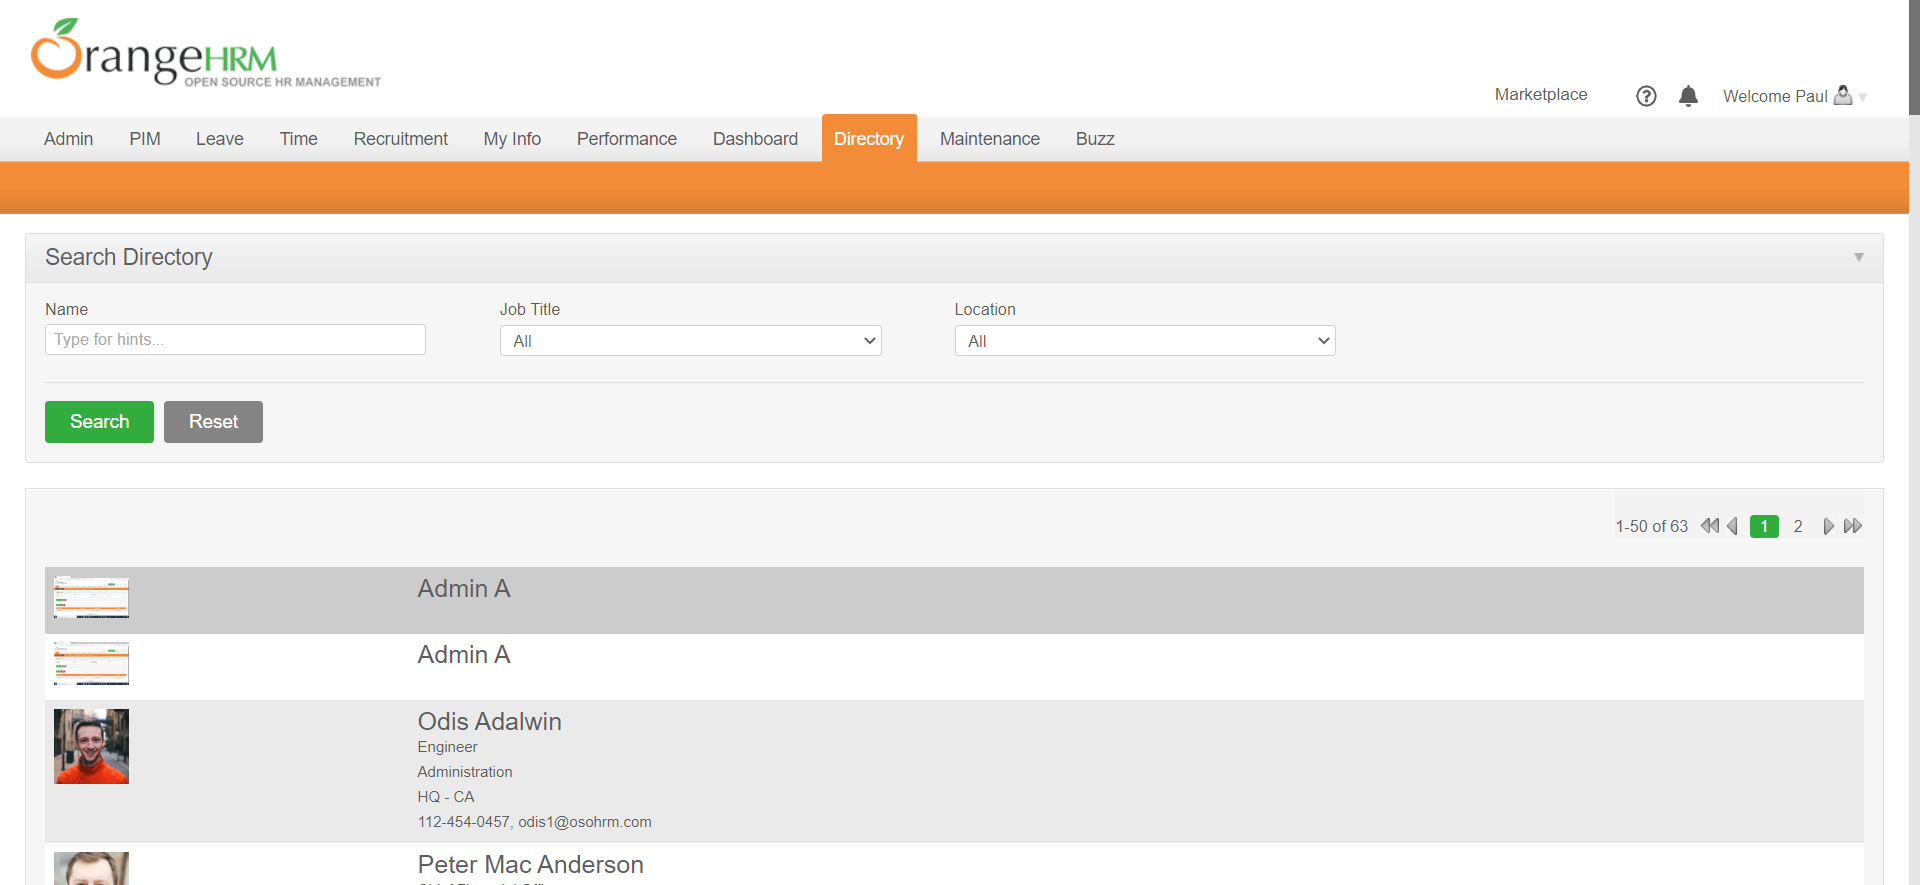 OrangeHRM
OPEN SOURCE HR MANAGEMENT
Marketplace
Welcome Paul
Admin PIM Leave Time Recruitment My Info Performance Dashboard Directory Maintenance Buzz
Search Directory
Name Job Title Location
Type for hints... All All
Search Reset
1-50 of 63 1 2
Admin A
Admin A
Odis Adalwin
Engineer
Administration
HQ - CA
112-454-0457, odis1@osohrm.com
Peter Mac Anderson